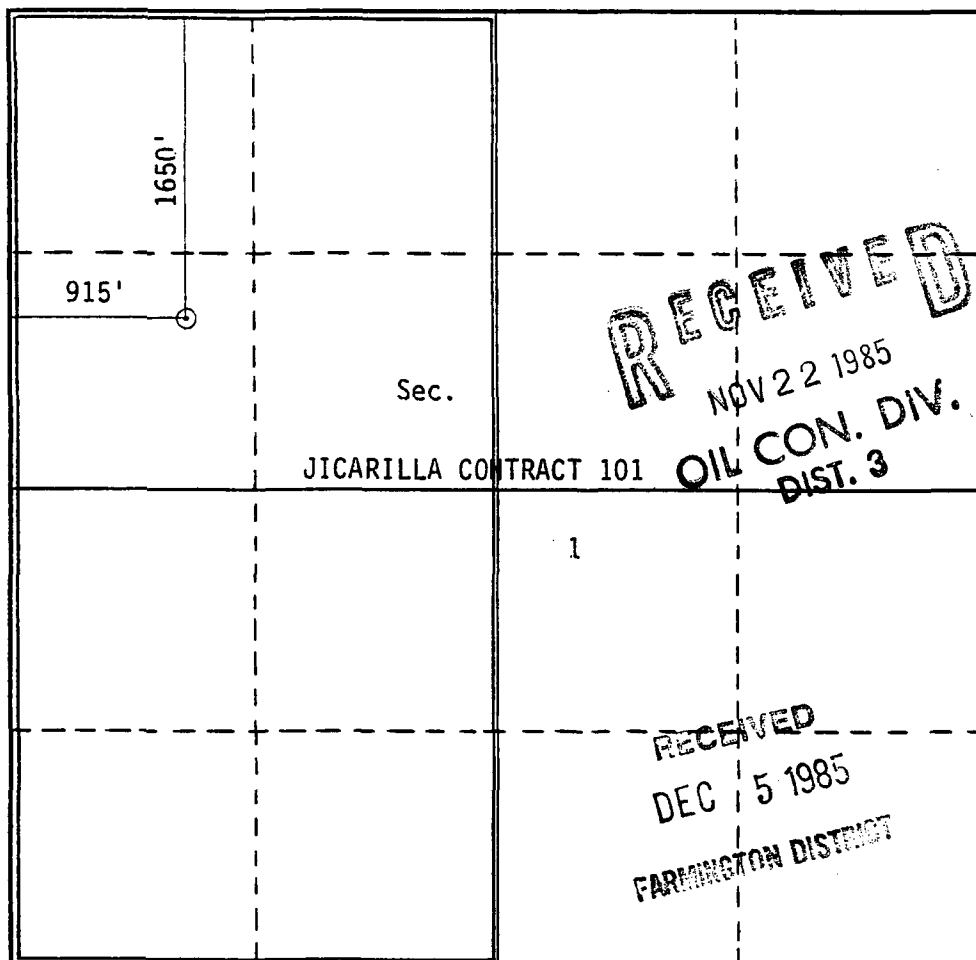 1650'
915'
Sec.
JICARILLA CONTRACT 101
1
RECEIVED
NOV 22 1985
OIL CON. DIV.
DIST. 3
RECEIVED
DEC 5 1985
FARMINGTON DISTRICT